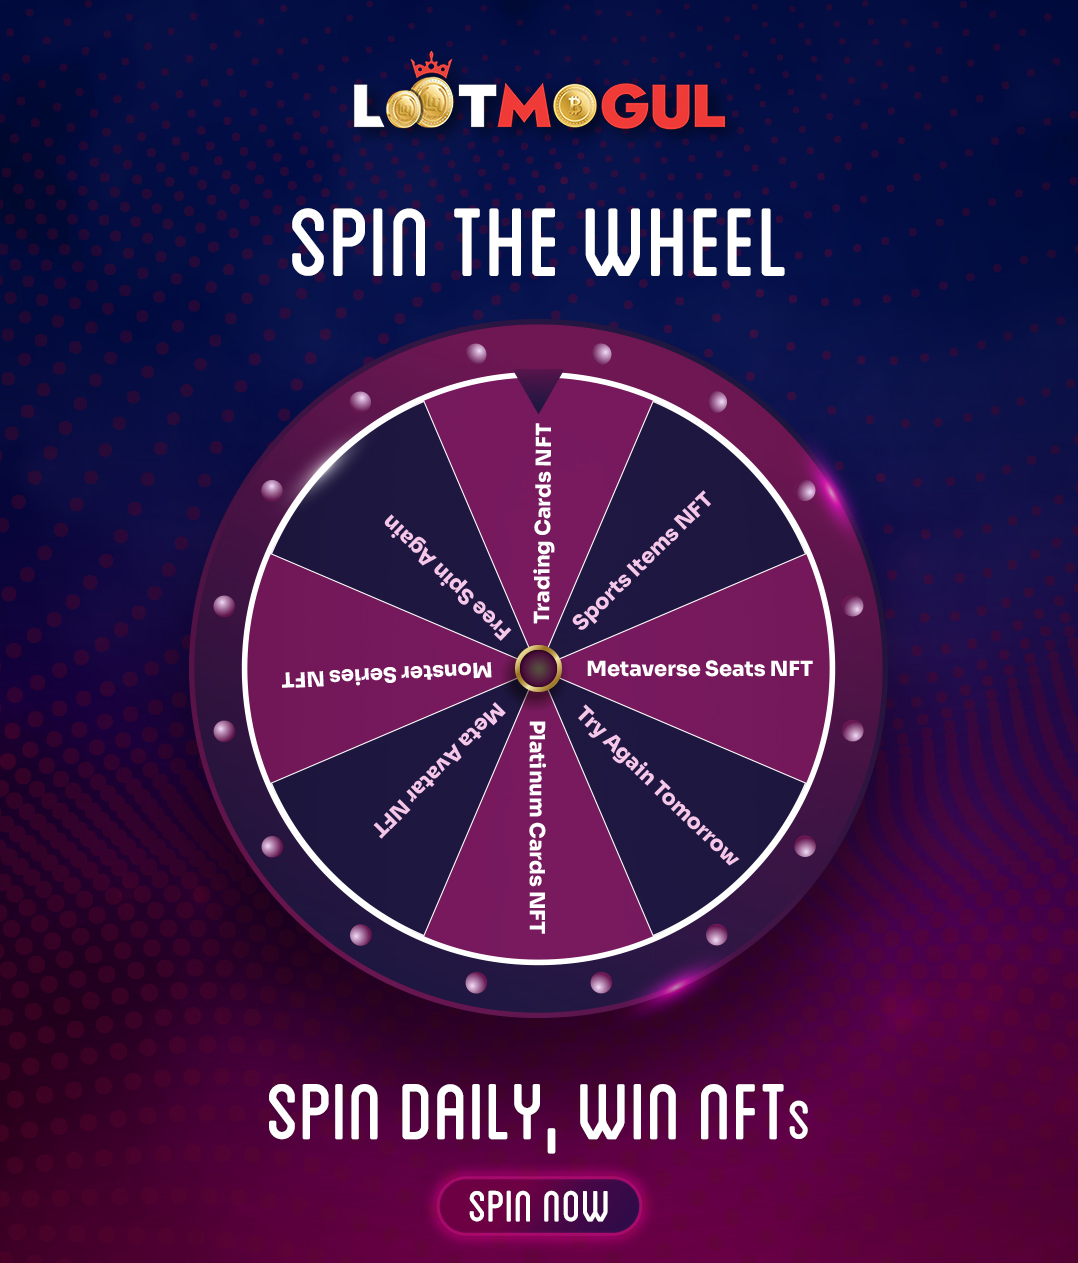 LOOTMOGUL
SPIN THE WHEEL
Trading Cards NFT
Sports Items NFT
Metaverse Seats NFT
Try Again Tomorrow
Platinum Cards NFT
Meta Avatar NFT
Monster Series NFT
Free Spin Again
SPIN DAILY, WIN NFTs
SPIN NOW